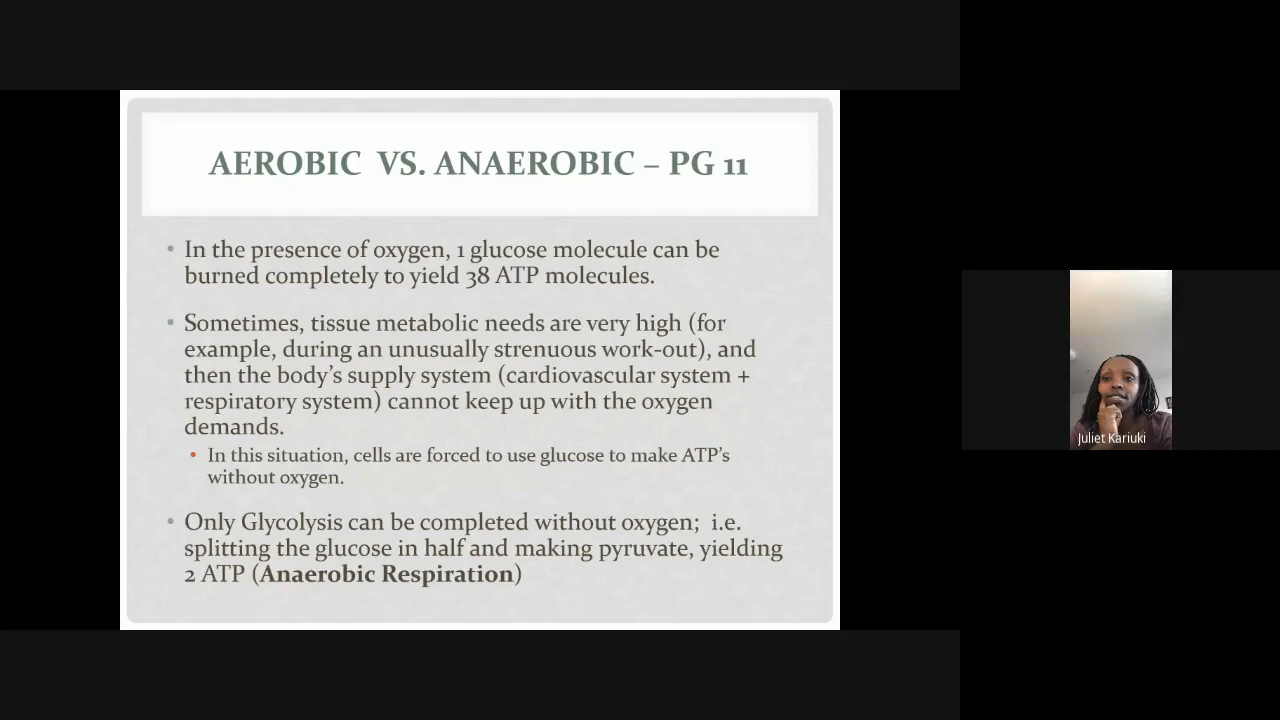 AEROBIC VS. ANAEROBIC – PG 11
• In the presence of oxygen, 1 glucose molecule can be
burned completely to yield 38 ATP molecules.
• Sometimes, tissue metabolic needs are very high (for
example, during an unusually strenuous work-out), and
then the body's supply system (cardiovascular system +
respiratory system) cannot keep up with the oxygen
demands.
• In this situation, cells are forced to use glucose to make ATP's
without oxygen.
• Only Glycolysis can be completed without oxygen; i.e.
splitting the glucose in half and making pyruvate, yielding
2 ATP (Anaerobic Respiration)
Juliet Kariuki